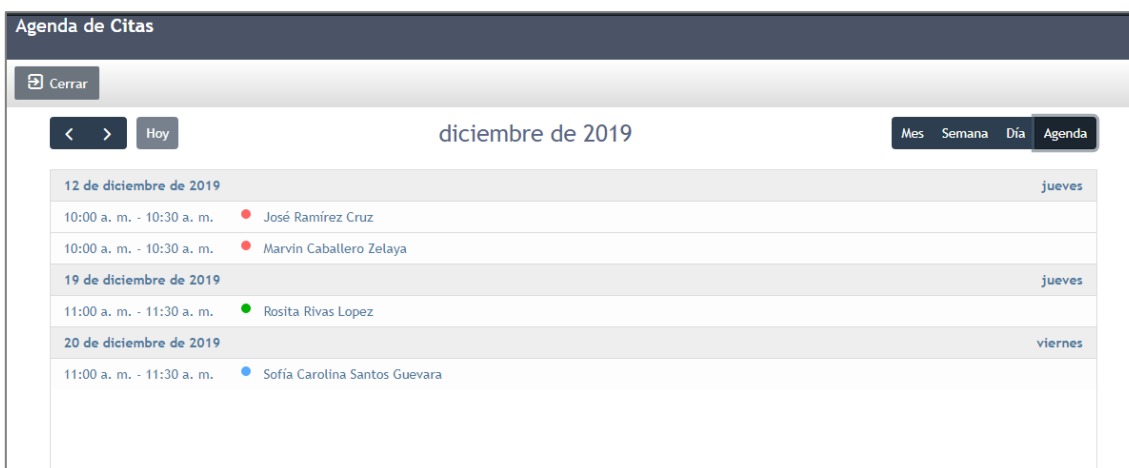 Agenda de Citas
Cerrar
Hoy
diciembre de 2019
Mes Semana Día Agenda
12 de diciembre de 2019 jueves
10:00 a. m. - 10:30 a. m. José Ramírez Cruz
10:00 a. m. - 10:30 a. m. Marvin Caballero Zelaya
19 de diciembre de 2019 jueves
11:00 a. m. - 11:30 a. m. Rosita Rivas Lopez
20 de diciembre de 2019 viernes
11:00 a. m. - 11:30 a. m. Sofía Carolina Santos Guevara